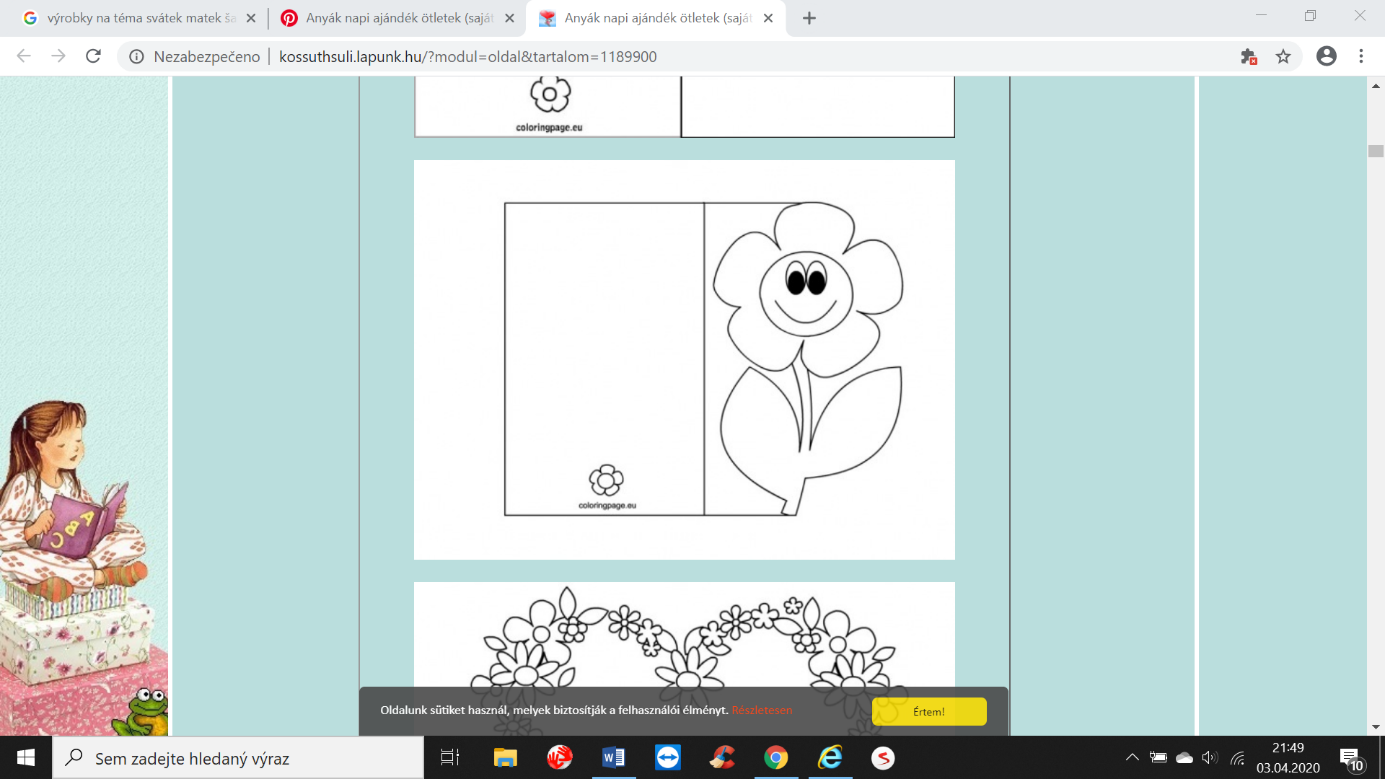 výrobky na téma svátek matek ša
Anyák napi ajándék ötletek (saját
Anyák napi ajándék ötletek (saját
Nezabezpečeno
kossuthsuli.lapunk.hu/?modul=oldal&tartalom=1189900
coloringpage.eu
coloringpage.eu
A
B
C
Oldalunk sütiket használ, melyek biztosítják a felhasználói élményt. Részletesen
Értem!
Sem zadejte hledaný výraz
21:49
03.04.2020
10